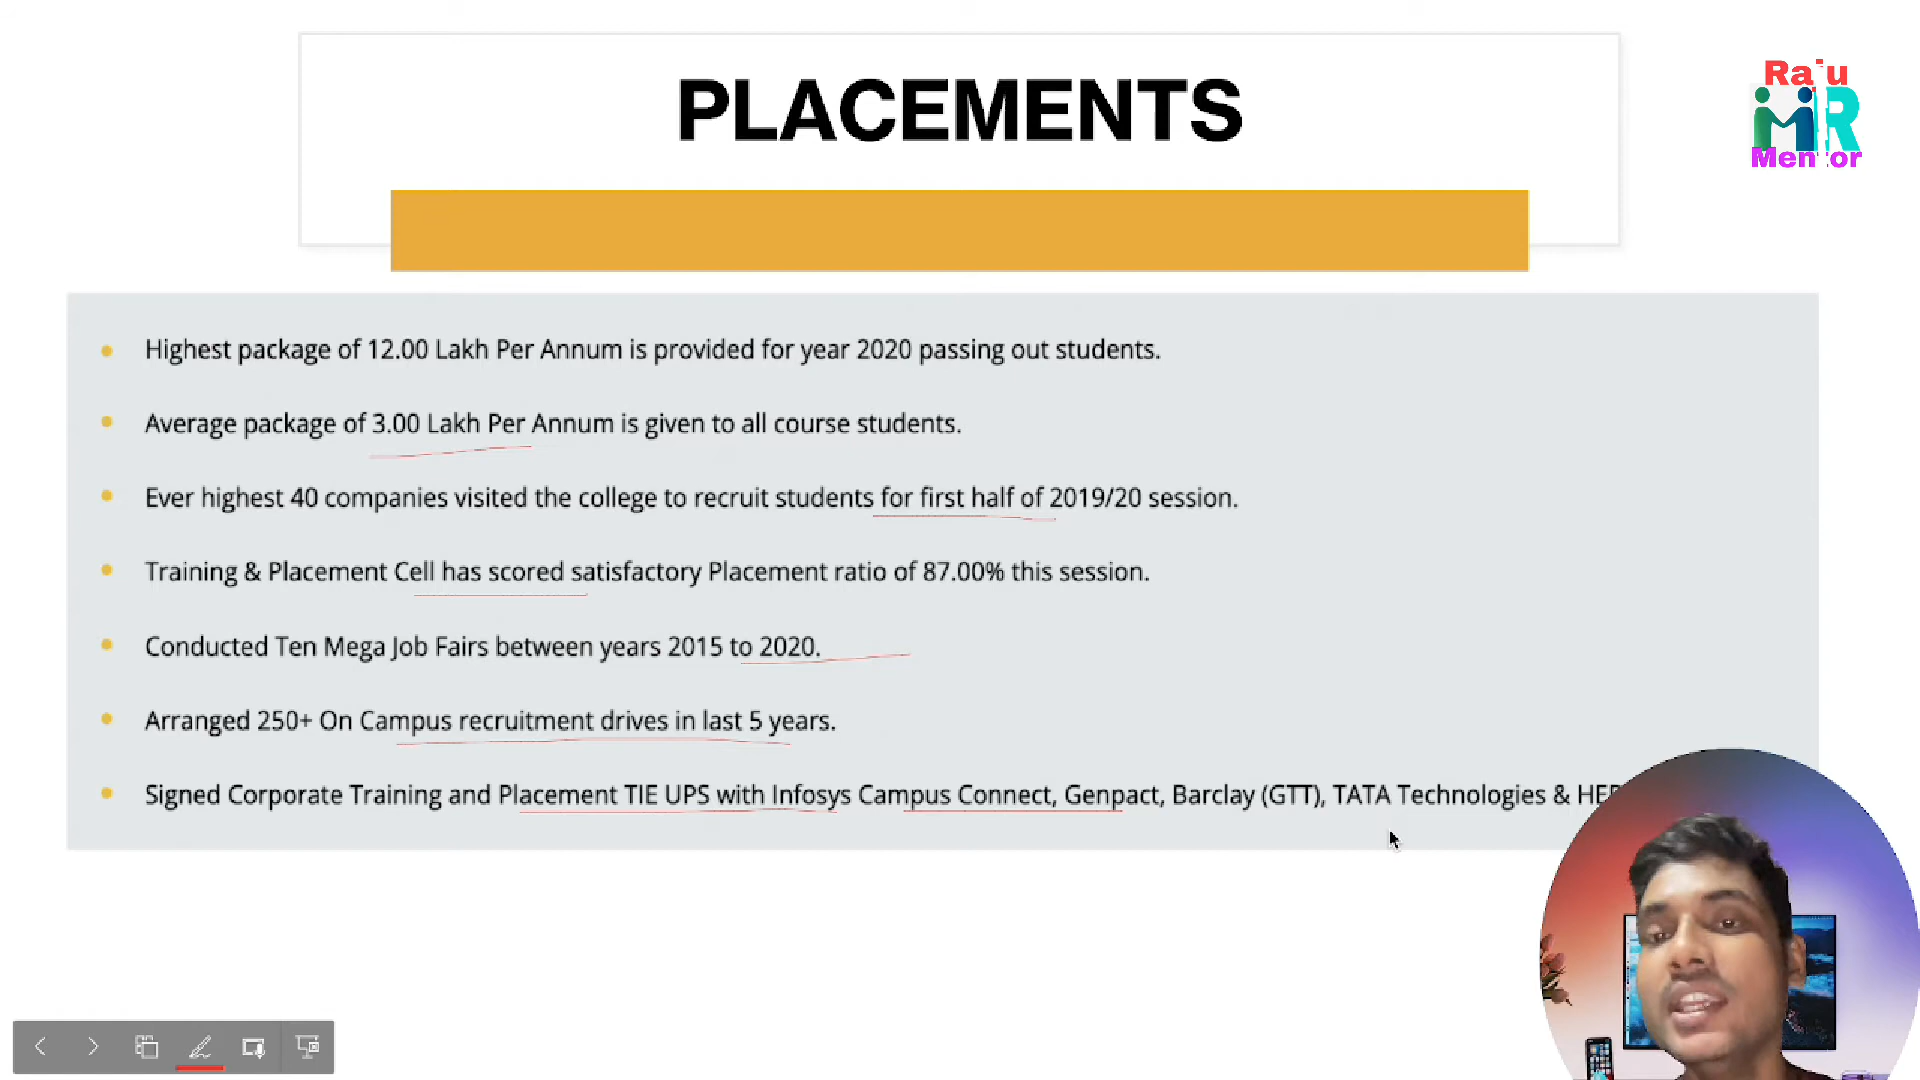 PLACEMENTS
Raju
MR
Mentor
Highest package of 12.00 Lakh Per Annum is provided for year 2020 passing out students.
Average package of 3.00 Lakh Per Annum is given to all course students.
Ever highest 40 companies visited the college to recruit students for first half of 2019/20 session.
Training & Placement Cell has scored satisfactory Placement ratio of 87.00% this session.
Conducted Ten Mega Job Fairs between years 2015 to 2020.
Arranged 250+ On Campus recruitment drives in last 5 years.
Signed Corporate Training and Placement TIE UPS with Infosys Campus Connect, Genpact, Barclay (GTT), TATA Technologies &